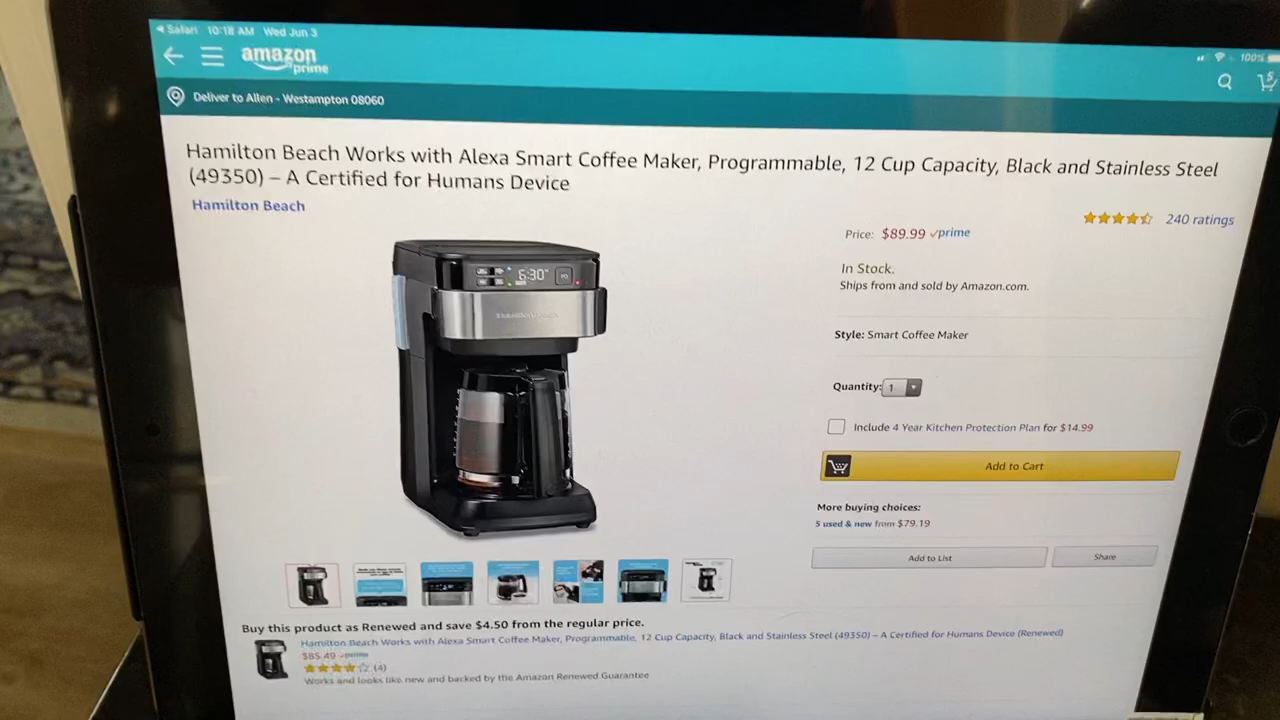 Safari 10:18 AM Wed Jun 3
100%
amazon
prime
5
Deliver to Allen - Westampton 08060
Hamilton Beach Works with Alexa Smart Coffee Maker, Programmable, 12 Cup Capacity, Black and Stainless Steel
(49350) – A Certified for Humans Device
Hamilton Beach
240 ratings
Price: $89.99 prime
In Stock.
Ships from and sold by Amazon.com.
6:30
Hamilton Beach
Style: Smart Coffee Maker
Quantity: 1
Include 4 Year Kitchen Protection Plan for $14.99
Add to Cart
More buying choices:
5 used & new from $79.19
Add to List
Share
Buy this product as Renewed and save $4.50 from the regular price.
Hamilton Beach Works with Alexa Smart Coffee Maker, Programmable, 12 Cup Capacity, Black and Stainless Steel (49350) – A Certified for Humans Device (Renewed)
$85.49 prime
(4)
Works and looks like new and backed by the Amazon Renewed Guarantee